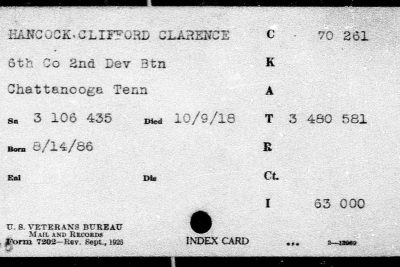 HANCOCK, CLIFFORD CLARENCE C 70 261
6th Co 2nd Dev Btn K
Chattanooga Tenn A
Sn 3 106 435 Died 10/9/18 T 3 480 581
Born 8/14/86 R
Enl Dis Ct.
I 63 000
U. S. VETERANS BUREAU
MAIL AND RECORDS
Form 7202—Rev. Sept., 1925 INDEX CARD